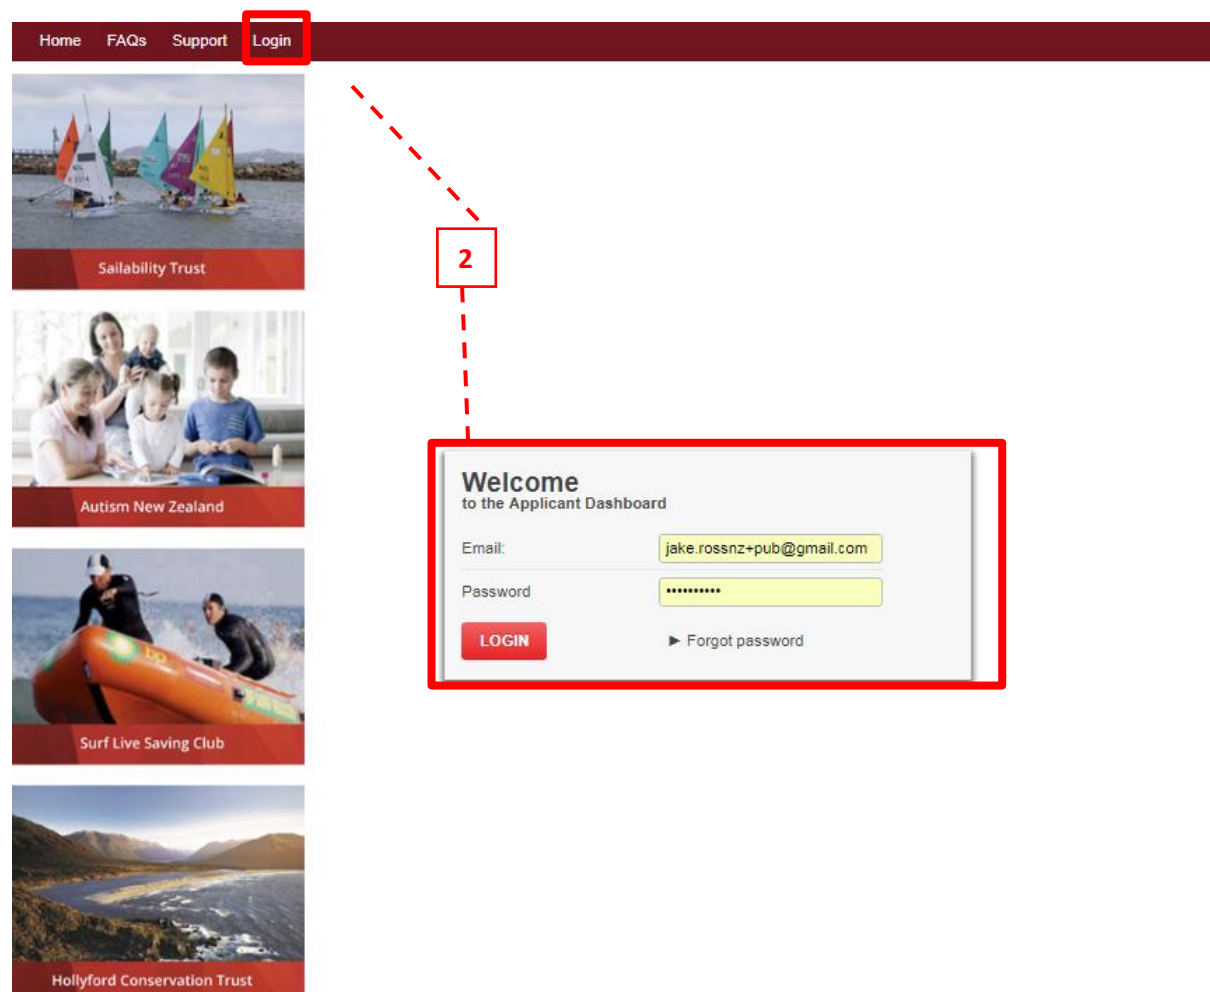 Home FAQs Support Login
Sailability Trust
2
Autism New Zealand
Welcome
to the Applicant Dashboard
Email: jake.rossnz+pub@gmail.com
Password ••••••••••
LOGIN ► Forgot password
Surf Live Saving Club
Hollyford Conservation Trust